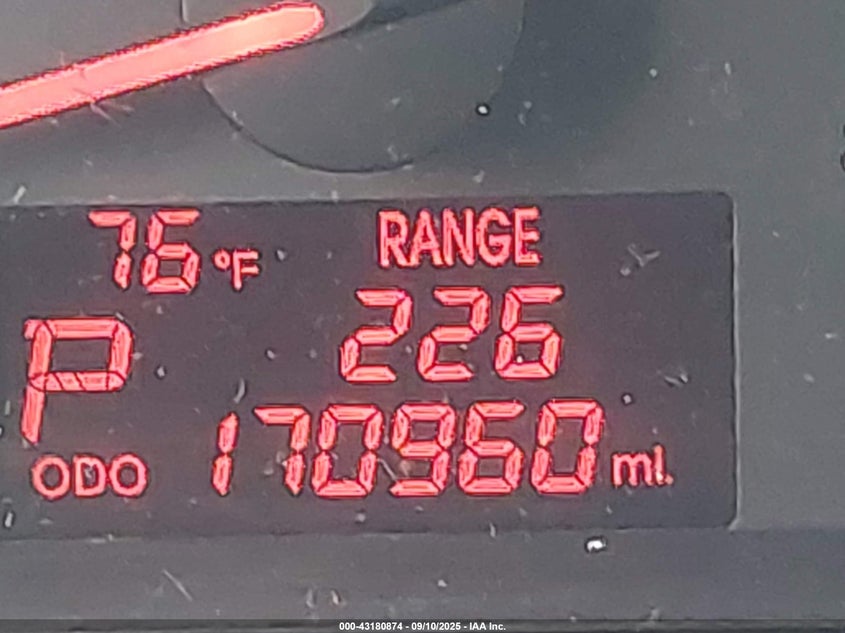 76 °F
RANGE
226
P
ODO 170960 mi.
000-43180874 - 09/10/2025 - IAA Inc.